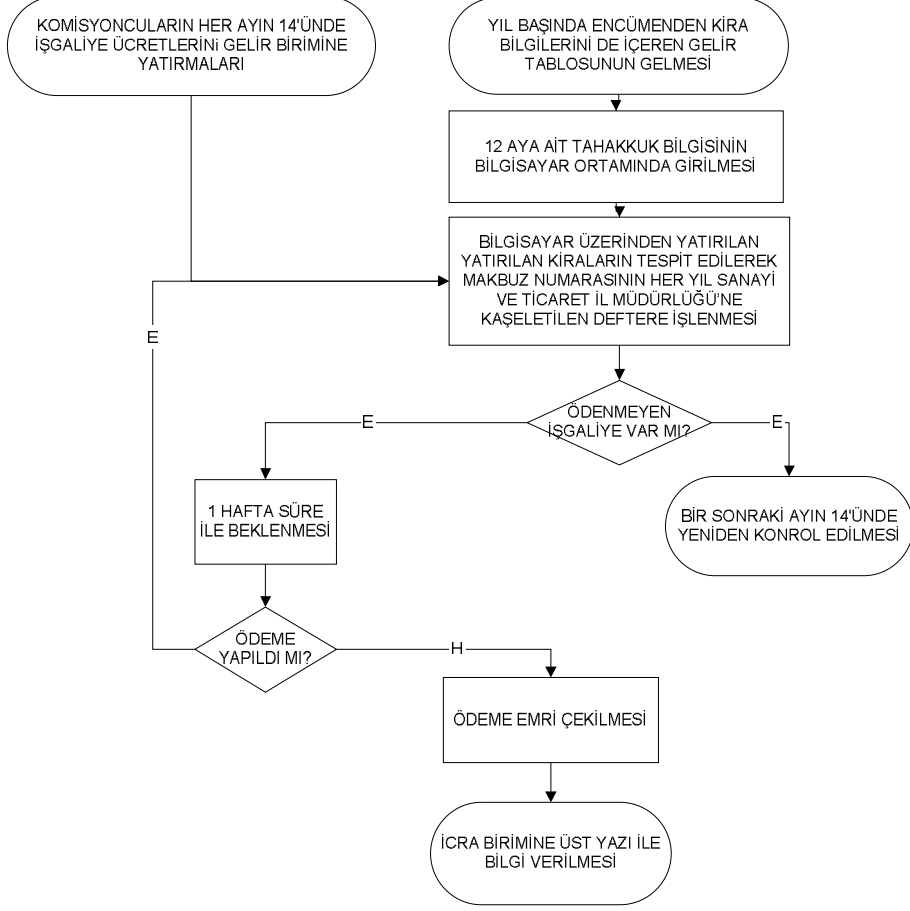 KOMİSYONCULARIN HER AYIN 14'ÜNDE
İŞGALİYE ÜCRETLERİNi GELİR BİRİMİNE
YATIRMALARI
YIL BAŞINDA ENCÜMENDEN KİRA
BİLGİLERİNİ DE İÇEREN GELİR
TABLOSUNUN GELMESİ
12 AYA AİT TAHAKKUK BİLGİSİNİN
BİLGİSAYAR ORTAMINDA GİRİLMESİ
BİLGİSAYAR ÜZERİNDEN YATIRILAN
YATIRILAN KİRALARIN TESPİT EDİLEREK
MAKBUZ NUMARASININ HER YIL SANAYİ
VE TİCARET İL MÜDÜRLÜĞÜ'NE
KAŞELETİLEN DEFTERE İŞLENMESİ
E
ÖDENMEYEN
İŞGALİYE VAR MI?
E
E
1 HAFTA SÜRE
İLE BEKLENMESİ
BİR SONRAKİ AYIN 14'ÜNDE
YENİDEN KONROL EDİLMESİ
ÖDEME
YAPILDI MI?
H
ÖDEME EMRİ ÇEKİLMESİ
İCRA BİRİMİNE ÜST YAZI İLE
BİLGİ VERİLMESİ